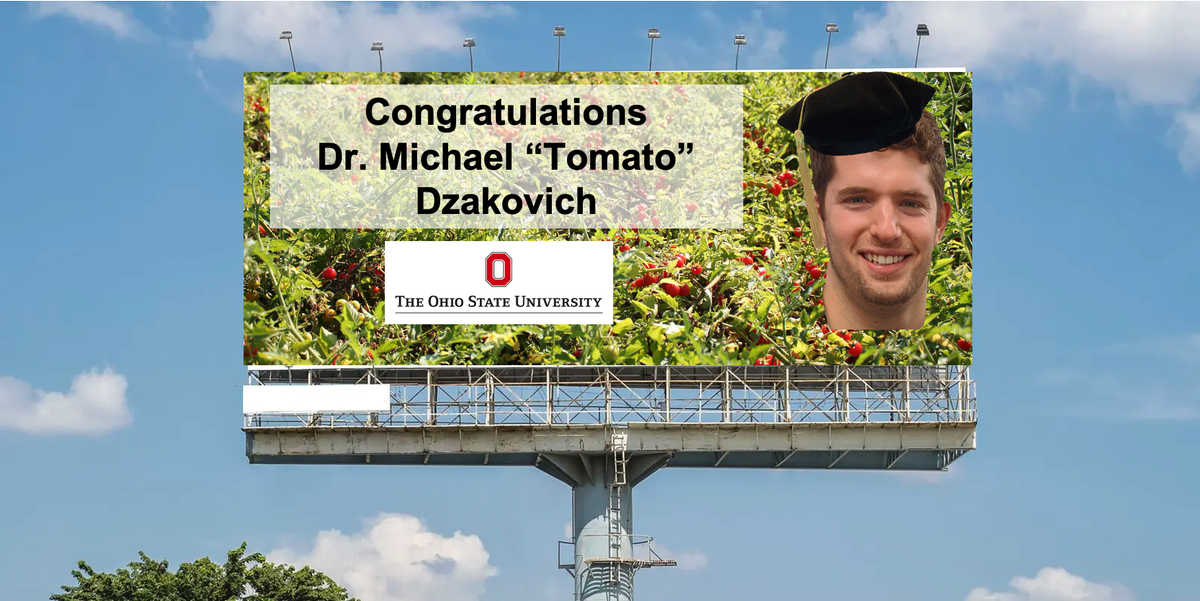 Congratulations
Dr. Michael “Tomato”
Dzakovich
O
THE OHIO STATE UNIVERSITY